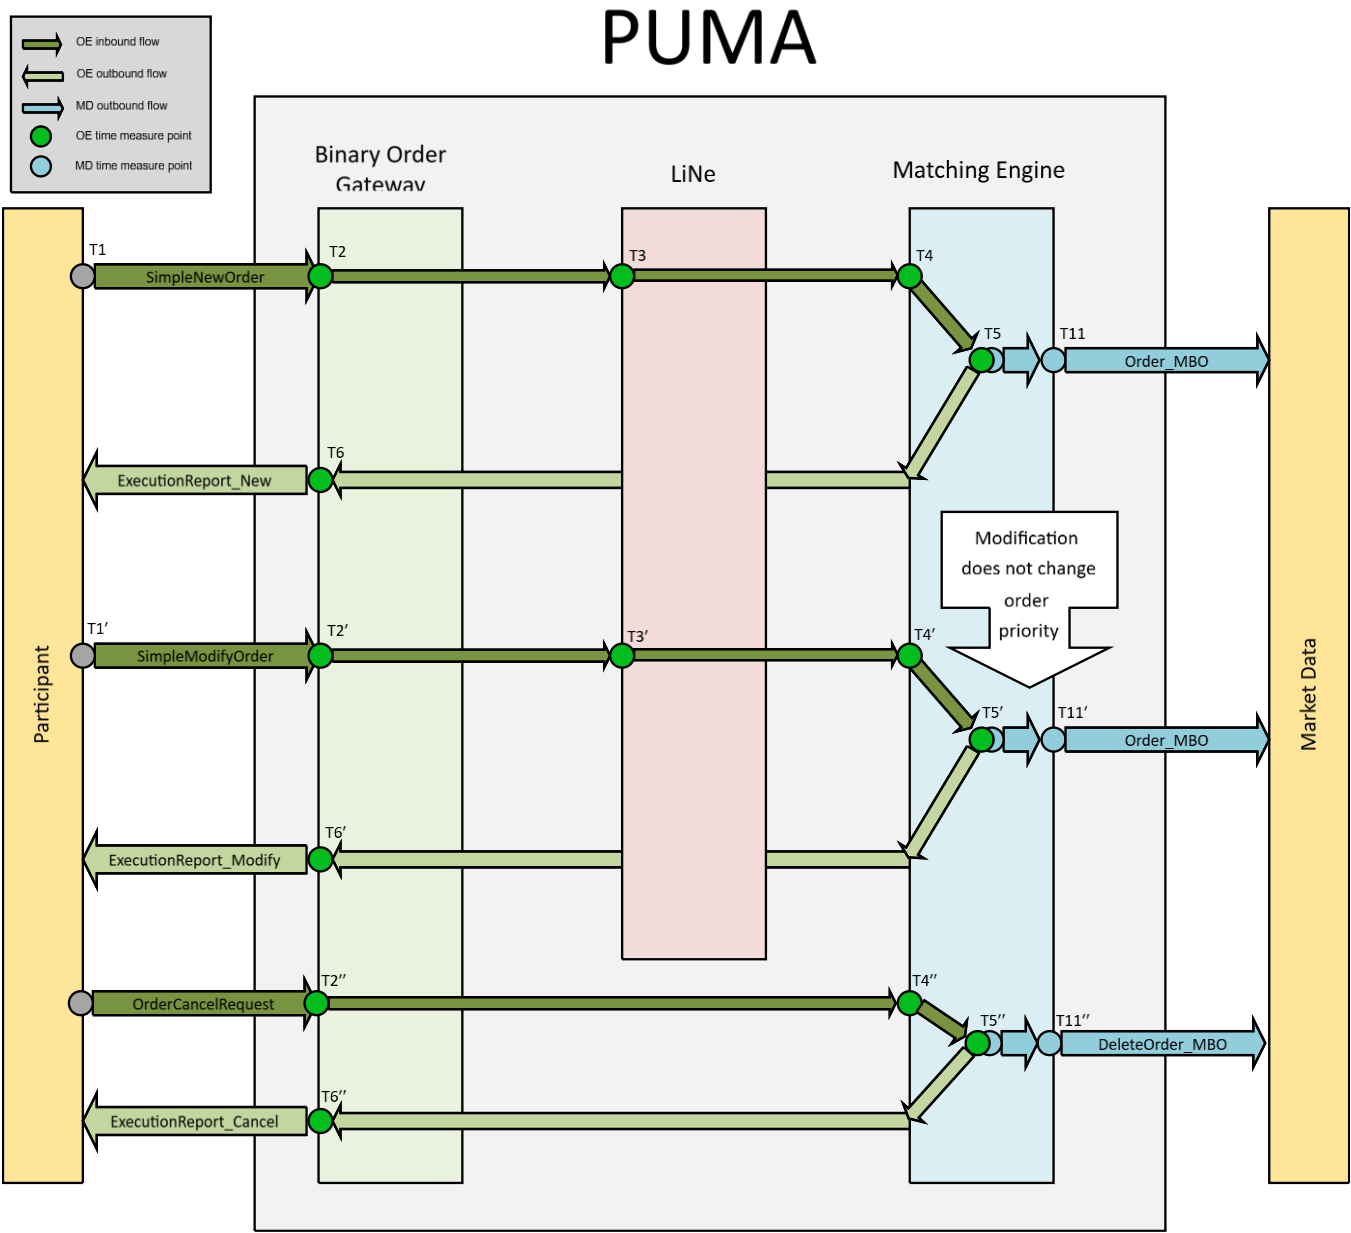 PUMA
OE inbound flow
OE outbound flow
MD outbound flow
OE time measure point
MD time measure point
Binary Order
Gateway
LiNe
Matching Engine
T1
T2
T3
T4
SimpleNewOrder
T5
T11
Order_MBO
T6
ExecutionReport_New
Modification
does not change
order
priority
T1′
T2′
T3′
T4′
SimpleModifyOrder
Participant
Market Data
T5′
T11′
Order_MBO
T6′
ExecutionReport_Modify
T2′′
T4′′
OrderCancelRequest
T5′′
T11′′
DeleteOrder_MBO
T6′′
ExecutionReport_Cancel